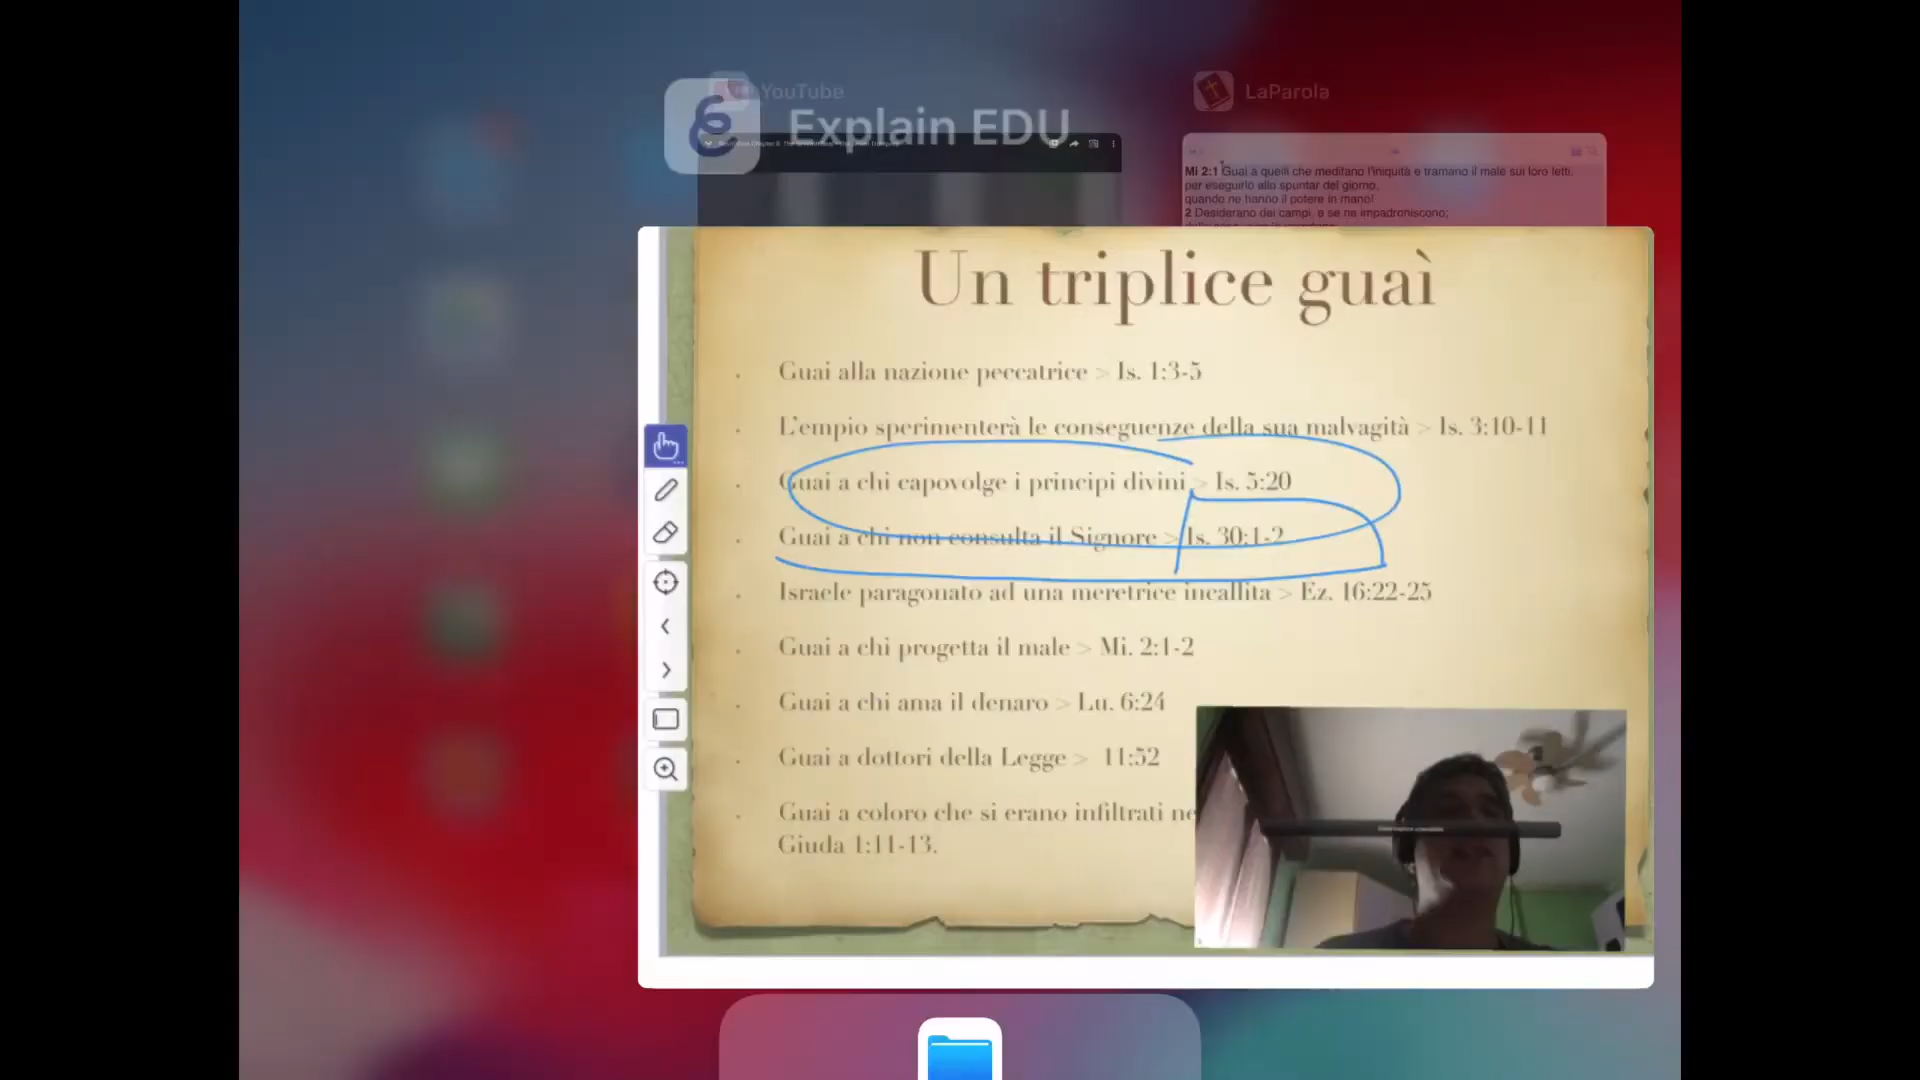 YouTube
LaParola
Explain EDU
Mi 2:1 Guai a quelli che meditano l'iniquità e tramano il male sui loro letti,
per eseguirlo allo spuntar del giorno,
quando ne hanno il potere in mano!
2 Desiderano dei campi, e se ne impadroniscono;
Un triplice guaì
Guai alla nazione peccatrice > Is. 1:3-5
L'empio sperimenterà le conseguenze della sua malvagità > Is. 3:10-11
Guai a chi capovolge i principi divini > Is. 5:20
Guai a chi non consulta il Signore > Is. 30:1-2
Israele paragonato ad una meretrice incallita > Ez. 16:22-25
Guai a chi progetta il male > Mi. 2:1-2
Guai a chi ama il denaro > Lu. 6:24
Guai a dottori della Legge > 11:52
Guai a coloro che si erano infiltrati ne
Giuda 1:11-13.